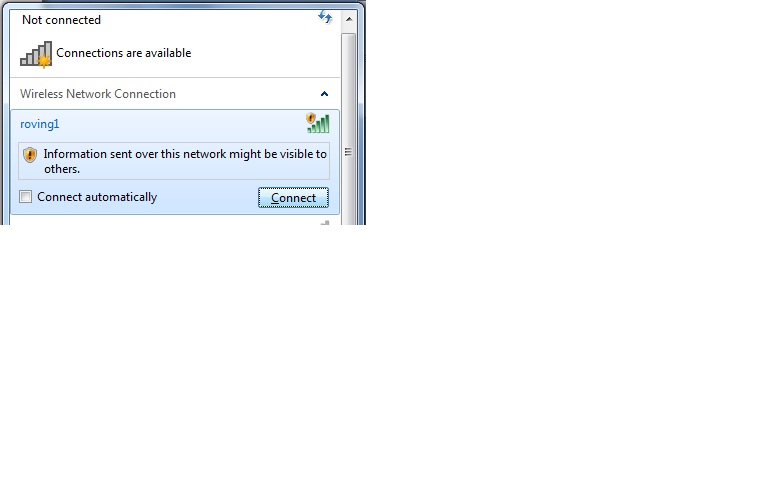 Not connected
Connections are available
Wireless Network Connection
roving1
Information sent over this network might be visible to
others.
Connect automatically
Connect